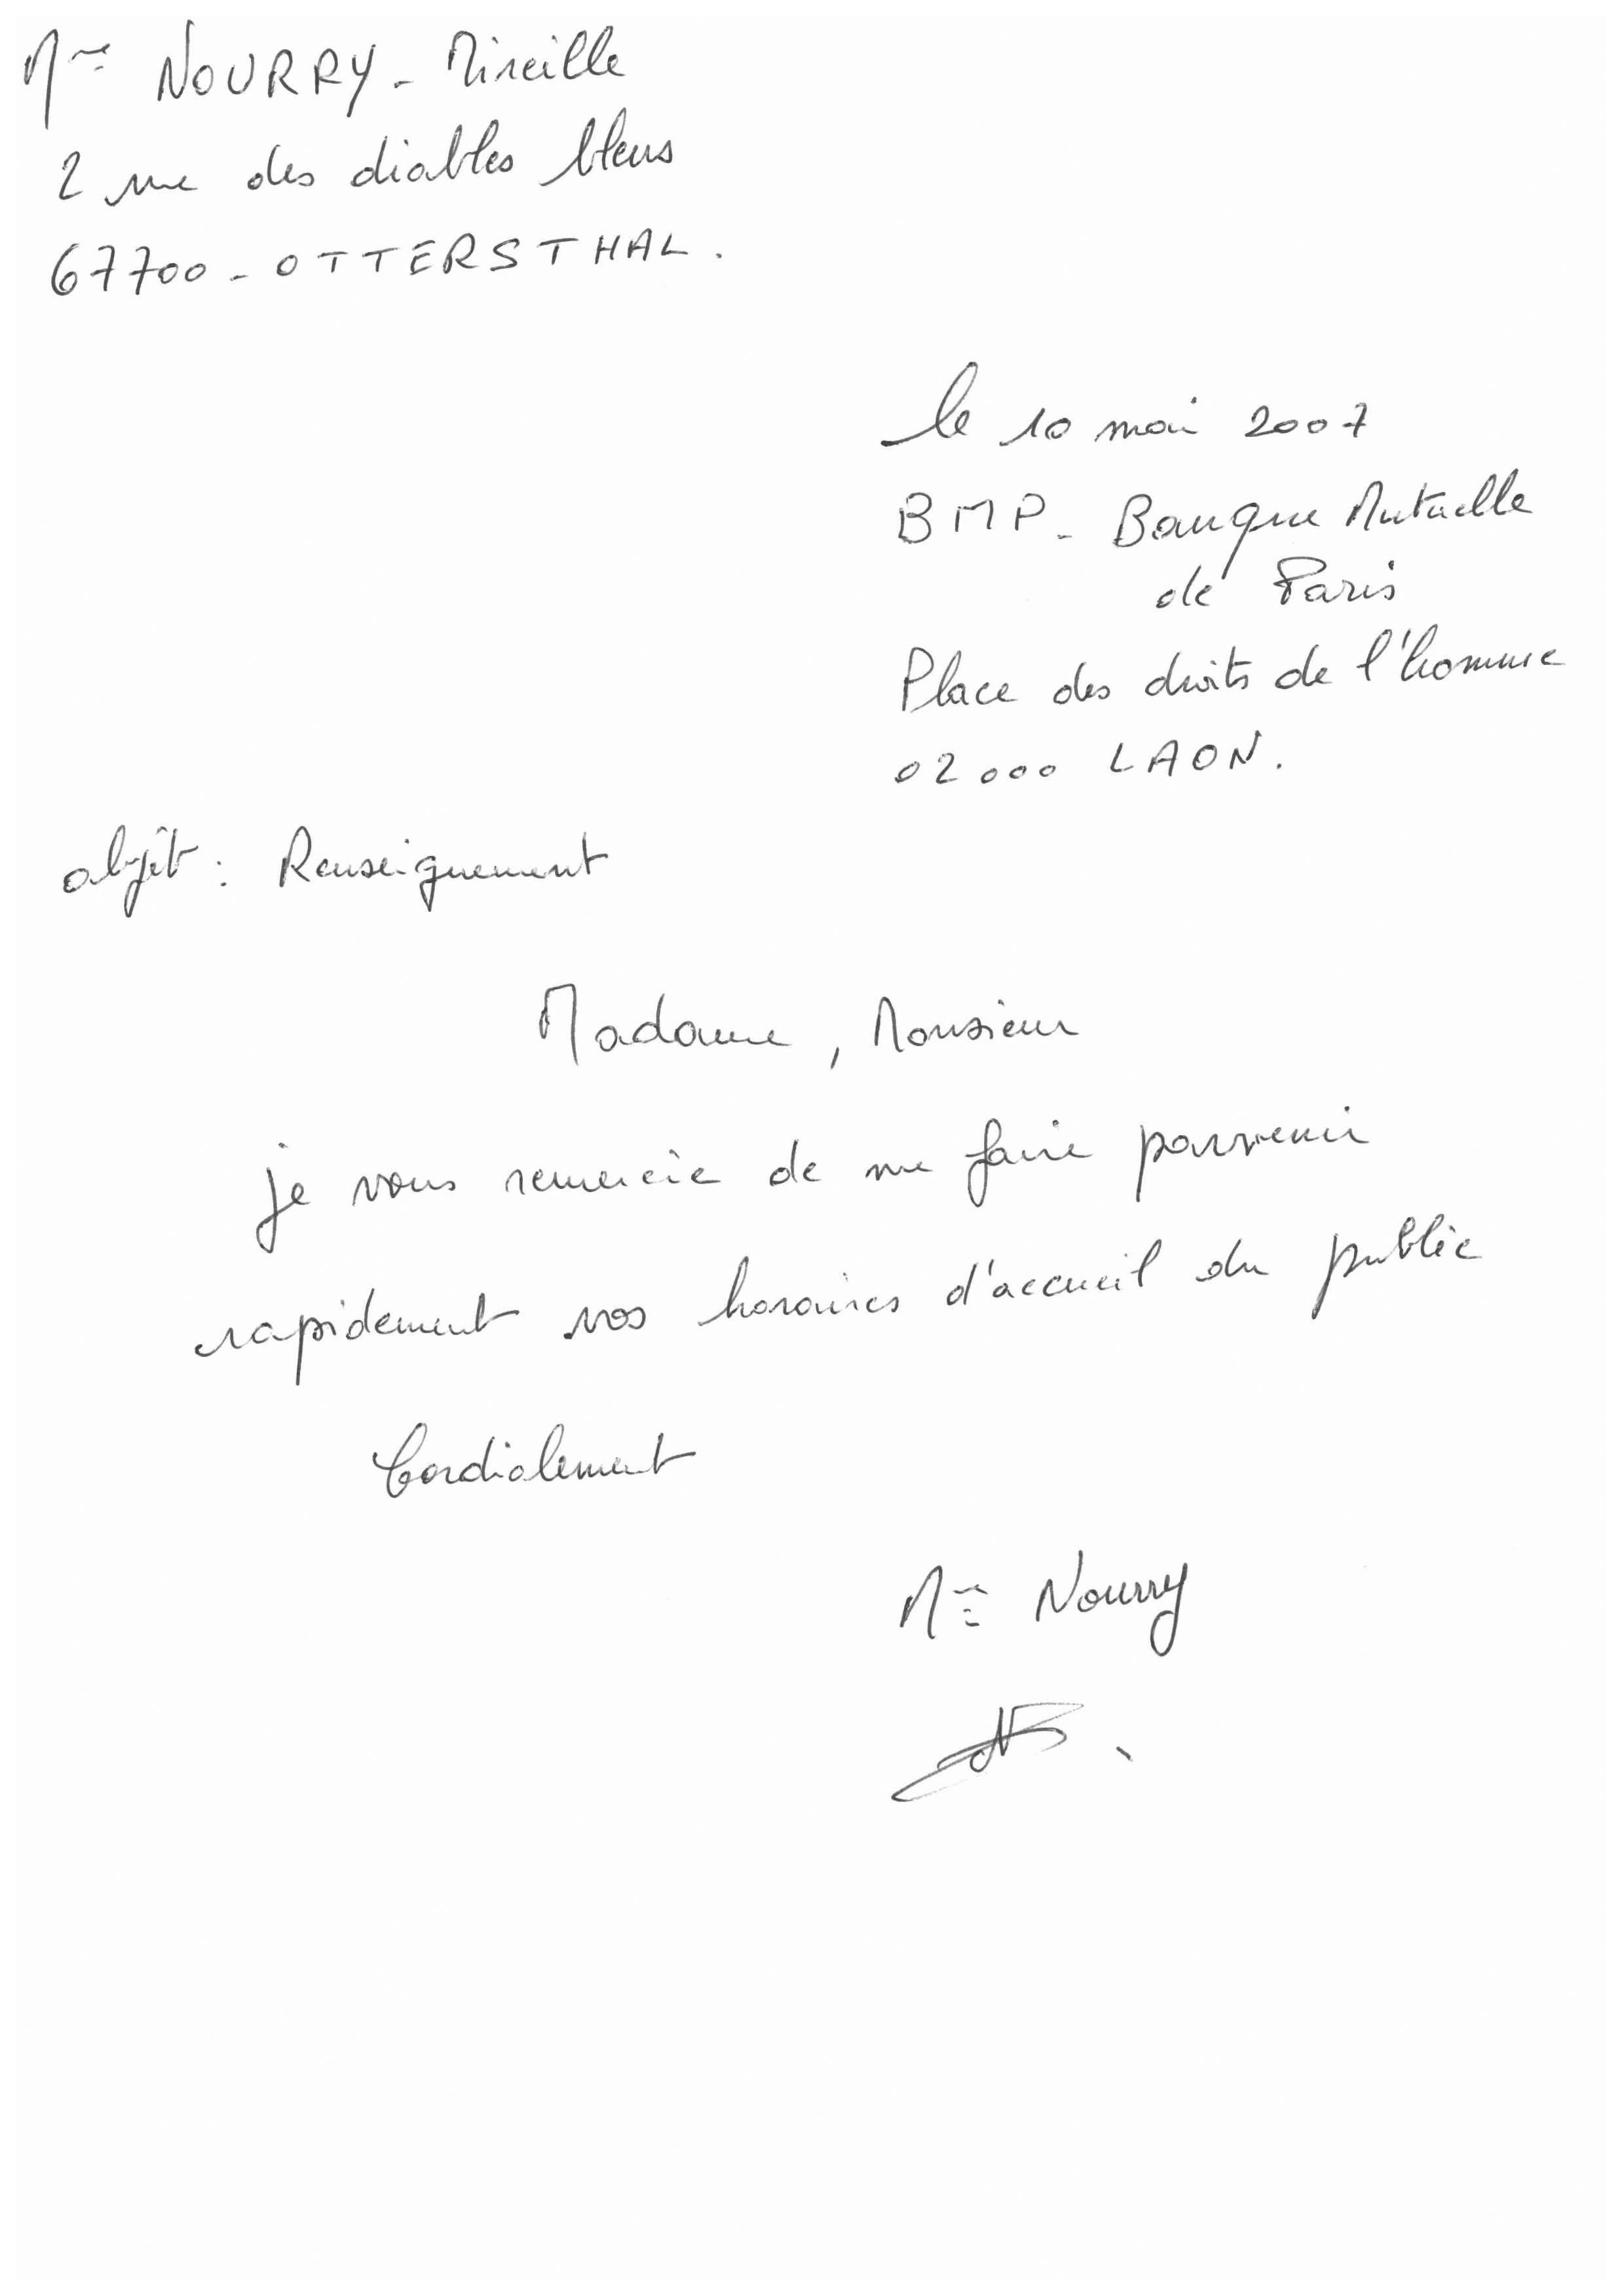 Mme NOURRY - Mireille
2 rue des diables bleus
67700 - OTTERSTHAL.
le 10 mai 2007
BMP - Banque Mutuelle
de Paris
Place des droits de l'homme
02000 LAON.
objet : Renseignement
Madame, Monsieur
je vous remercie de me faire parvenir
rapidement vos horaires d'accueil du public
Cordialement
Mme Nourry